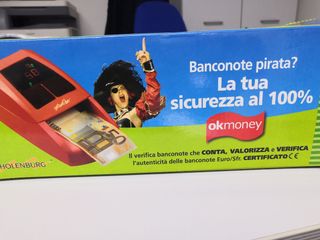 Banconote pirata?
La tua
sicurezza al 100%
okmoney
HOLENBURG
Il verifica banconote che CONTA, VALORIZZA e VERIFICA
l'autenticità delle banconote Euro/Sfr. CERTIFICATO CE
50